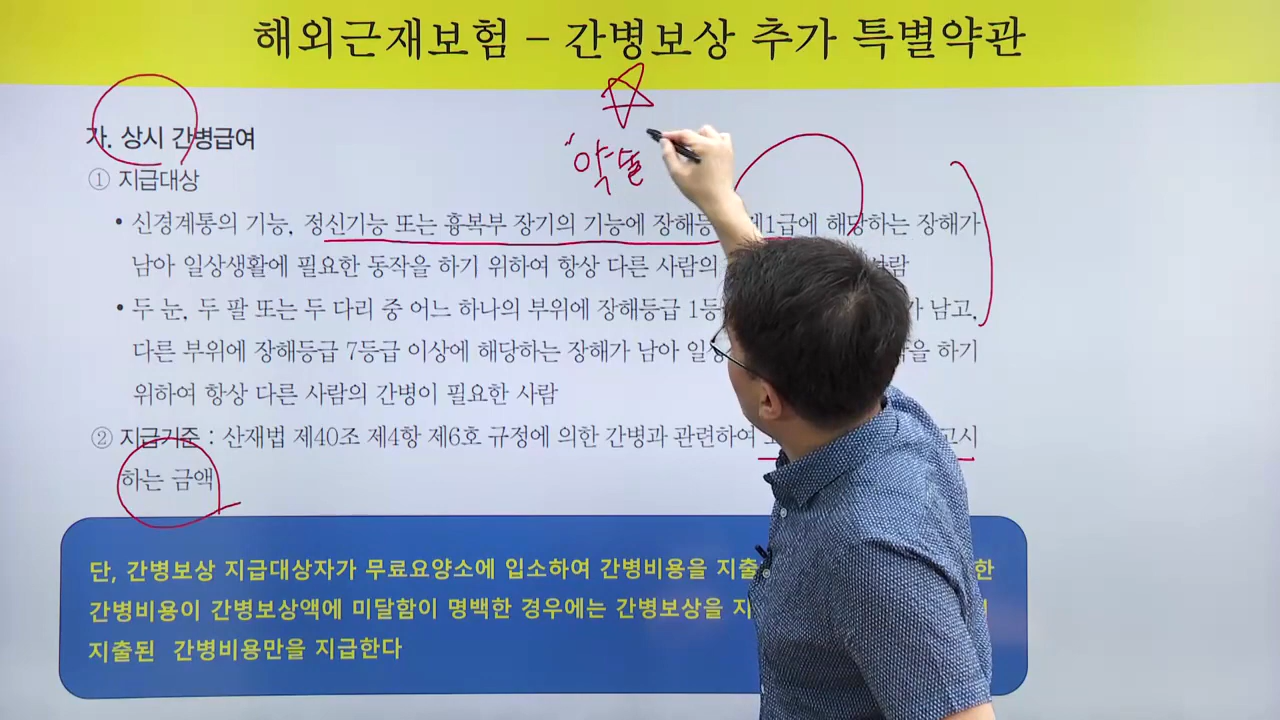 해외근재보험 – 간병보상 추가 특별약관
가. 상시 간병급여
① 지급대상
• 신경계통의 기능, 정신기능 또는 흉복부 장기의 기능에 제1급에 해당하는 장해가
남아 일상생활에 필요한 동작을 하기 위하여 항상 다른 사람의
• 두 눈, 두 팔 또는 두 다리 중 어느 하나의 부위에 장해등급 남고,
다른 부위에 장해등급 7등급 이상에 해당하는 장해가 남아 하기
위하여 항상 다른 사람의 간병이 필요한 사람
② 지급기준 : 산재법 제40조 제4항 제6호 규정에 의한 간병과 관련하여 고시
하는 금액
단, 간병보상 지급대상자가 무료요양소에 입소하여 간병비용을
간병비용이 간병보상액에 미달함이 명백한 경우에는 간병보상을
지출된 간병비용만을 지급한다